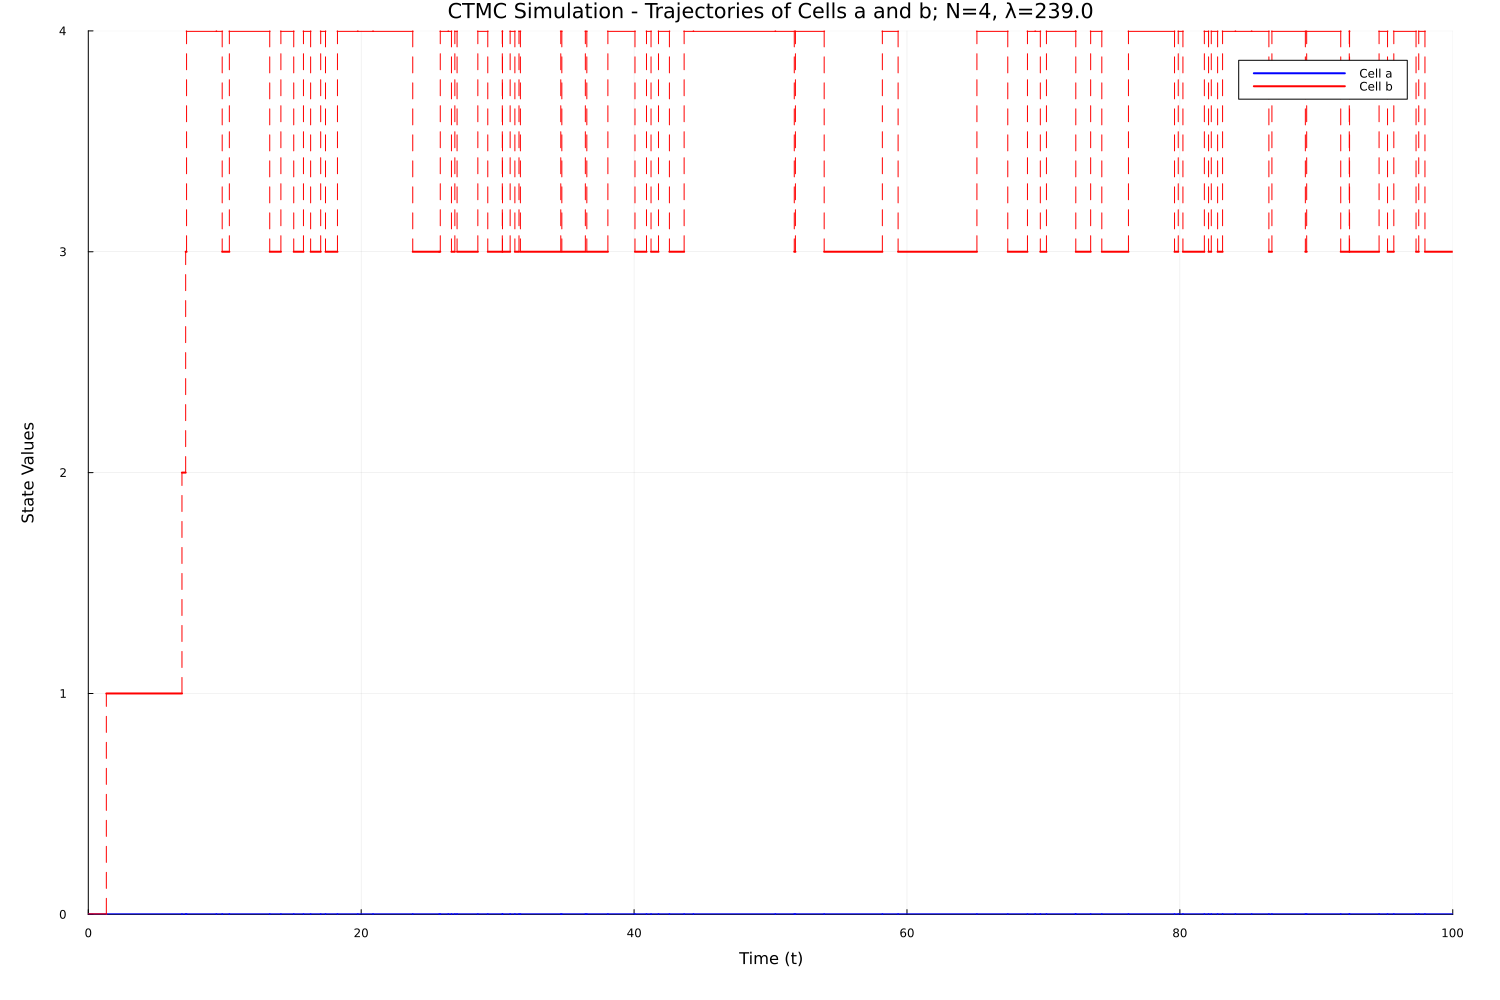 CTMC Simulation - Trajectories of Cells a and b; N=4, λ=239.0
4
Cell a
Cell b
3
State Values
2
1
0
0 20 40 60 80 100
Time (t)